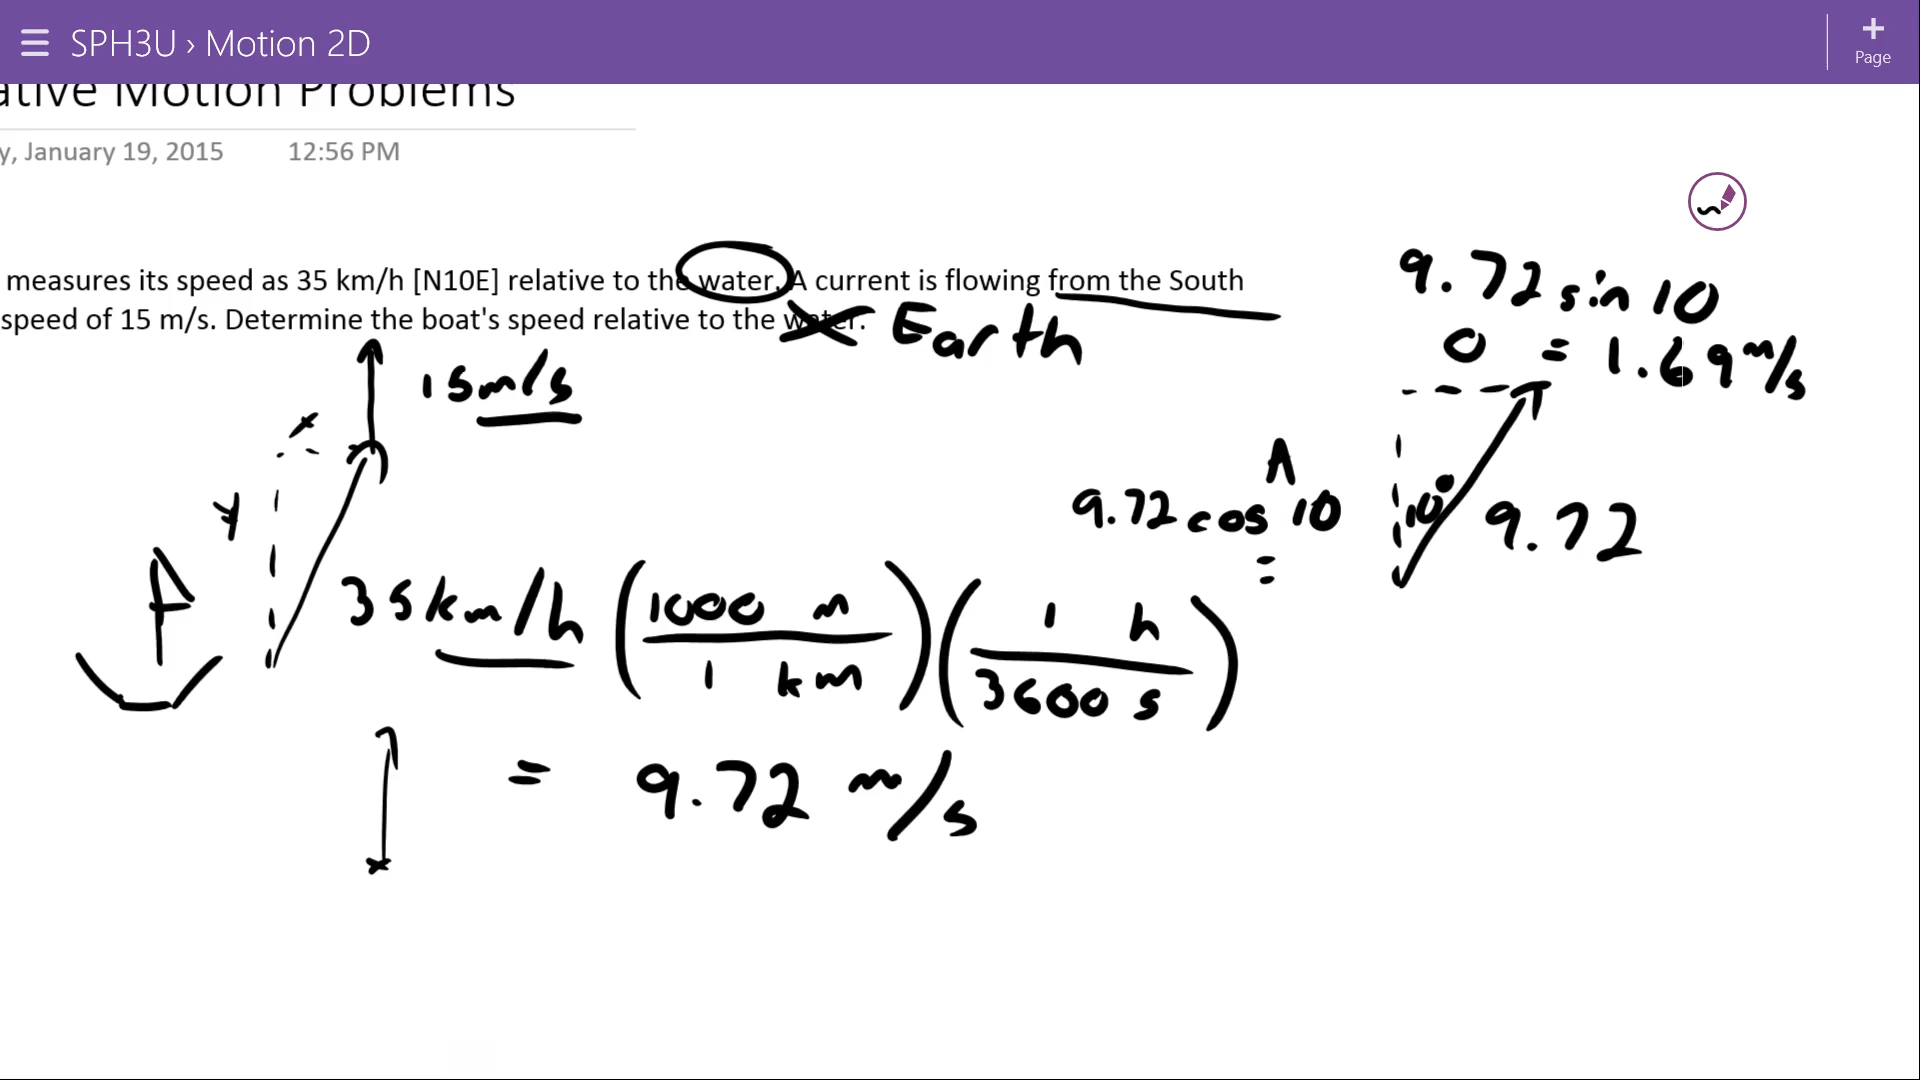 SPH3U › Motion 2D
+
Page
ative Motion Problems
y, January 19, 2015 12:56 PM
measures its speed as 35 km/h [N10E] relative to the water. A current is flowing from the South
speed of 15 m/s. Determine the boat's speed relative to the water. Earth
9.72 sin 10
O = 1.69 m/s
15 m/s
x
y
A
9.72 cos 10
=
10°
9.72
35 km/h (1000 m / 1 km) (1 h / 3600 s)
= 9.72 m/s